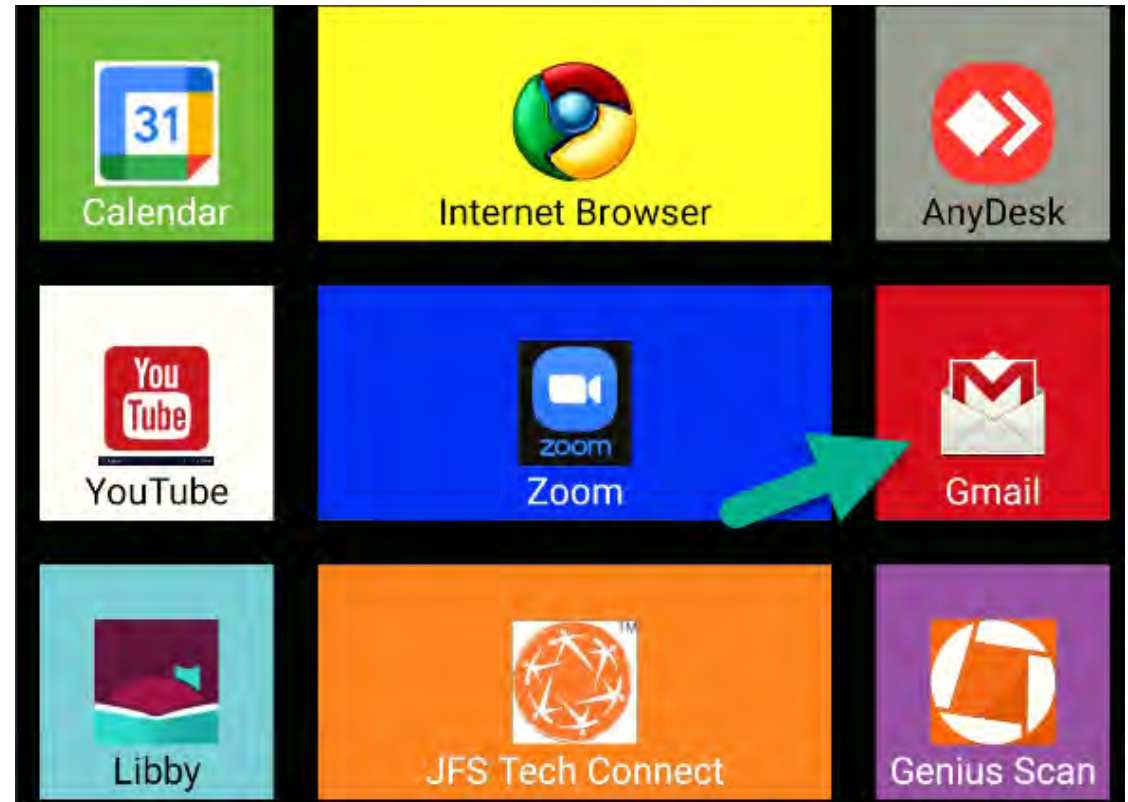 31
Calendar
Internet Browser
AnyDesk
You
Tube
YouTube
zoom
Zoom
M
Gmail
Libby
TM
JFS Tech Connect
Genius Scan